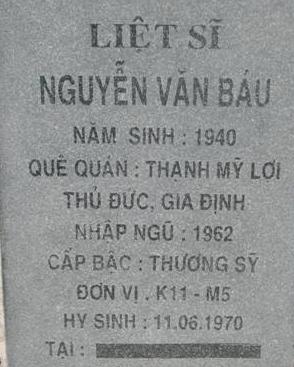 LIỆT SĨ
NGUYỄN VĂN BÁU
NĂM SINH : 1940
QUÊ QUÁN : THẠNH MỸ LỢI
THỦ ĐỨC, GIA ĐỊNH
NHẬP NGŨ : 1962
CẤP BẬC : THƯỢNG SỸ
ĐƠN VỊ . K11 - M5
HY SINH : 11.06.1970
TẠI :